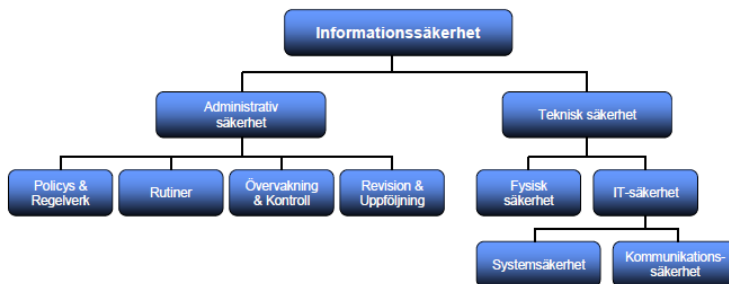 Informationssäkerhet
Administrativ
säkerhet
Teknisk säkerhet
Policys &
Regelverk
Rutiner
Övervakning
& Kontroll
Revision &
Uppföljning
Fysisk
säkerhet
IT-säkerhet
Systemsäkerhet
Kommunikations-
säkerhet